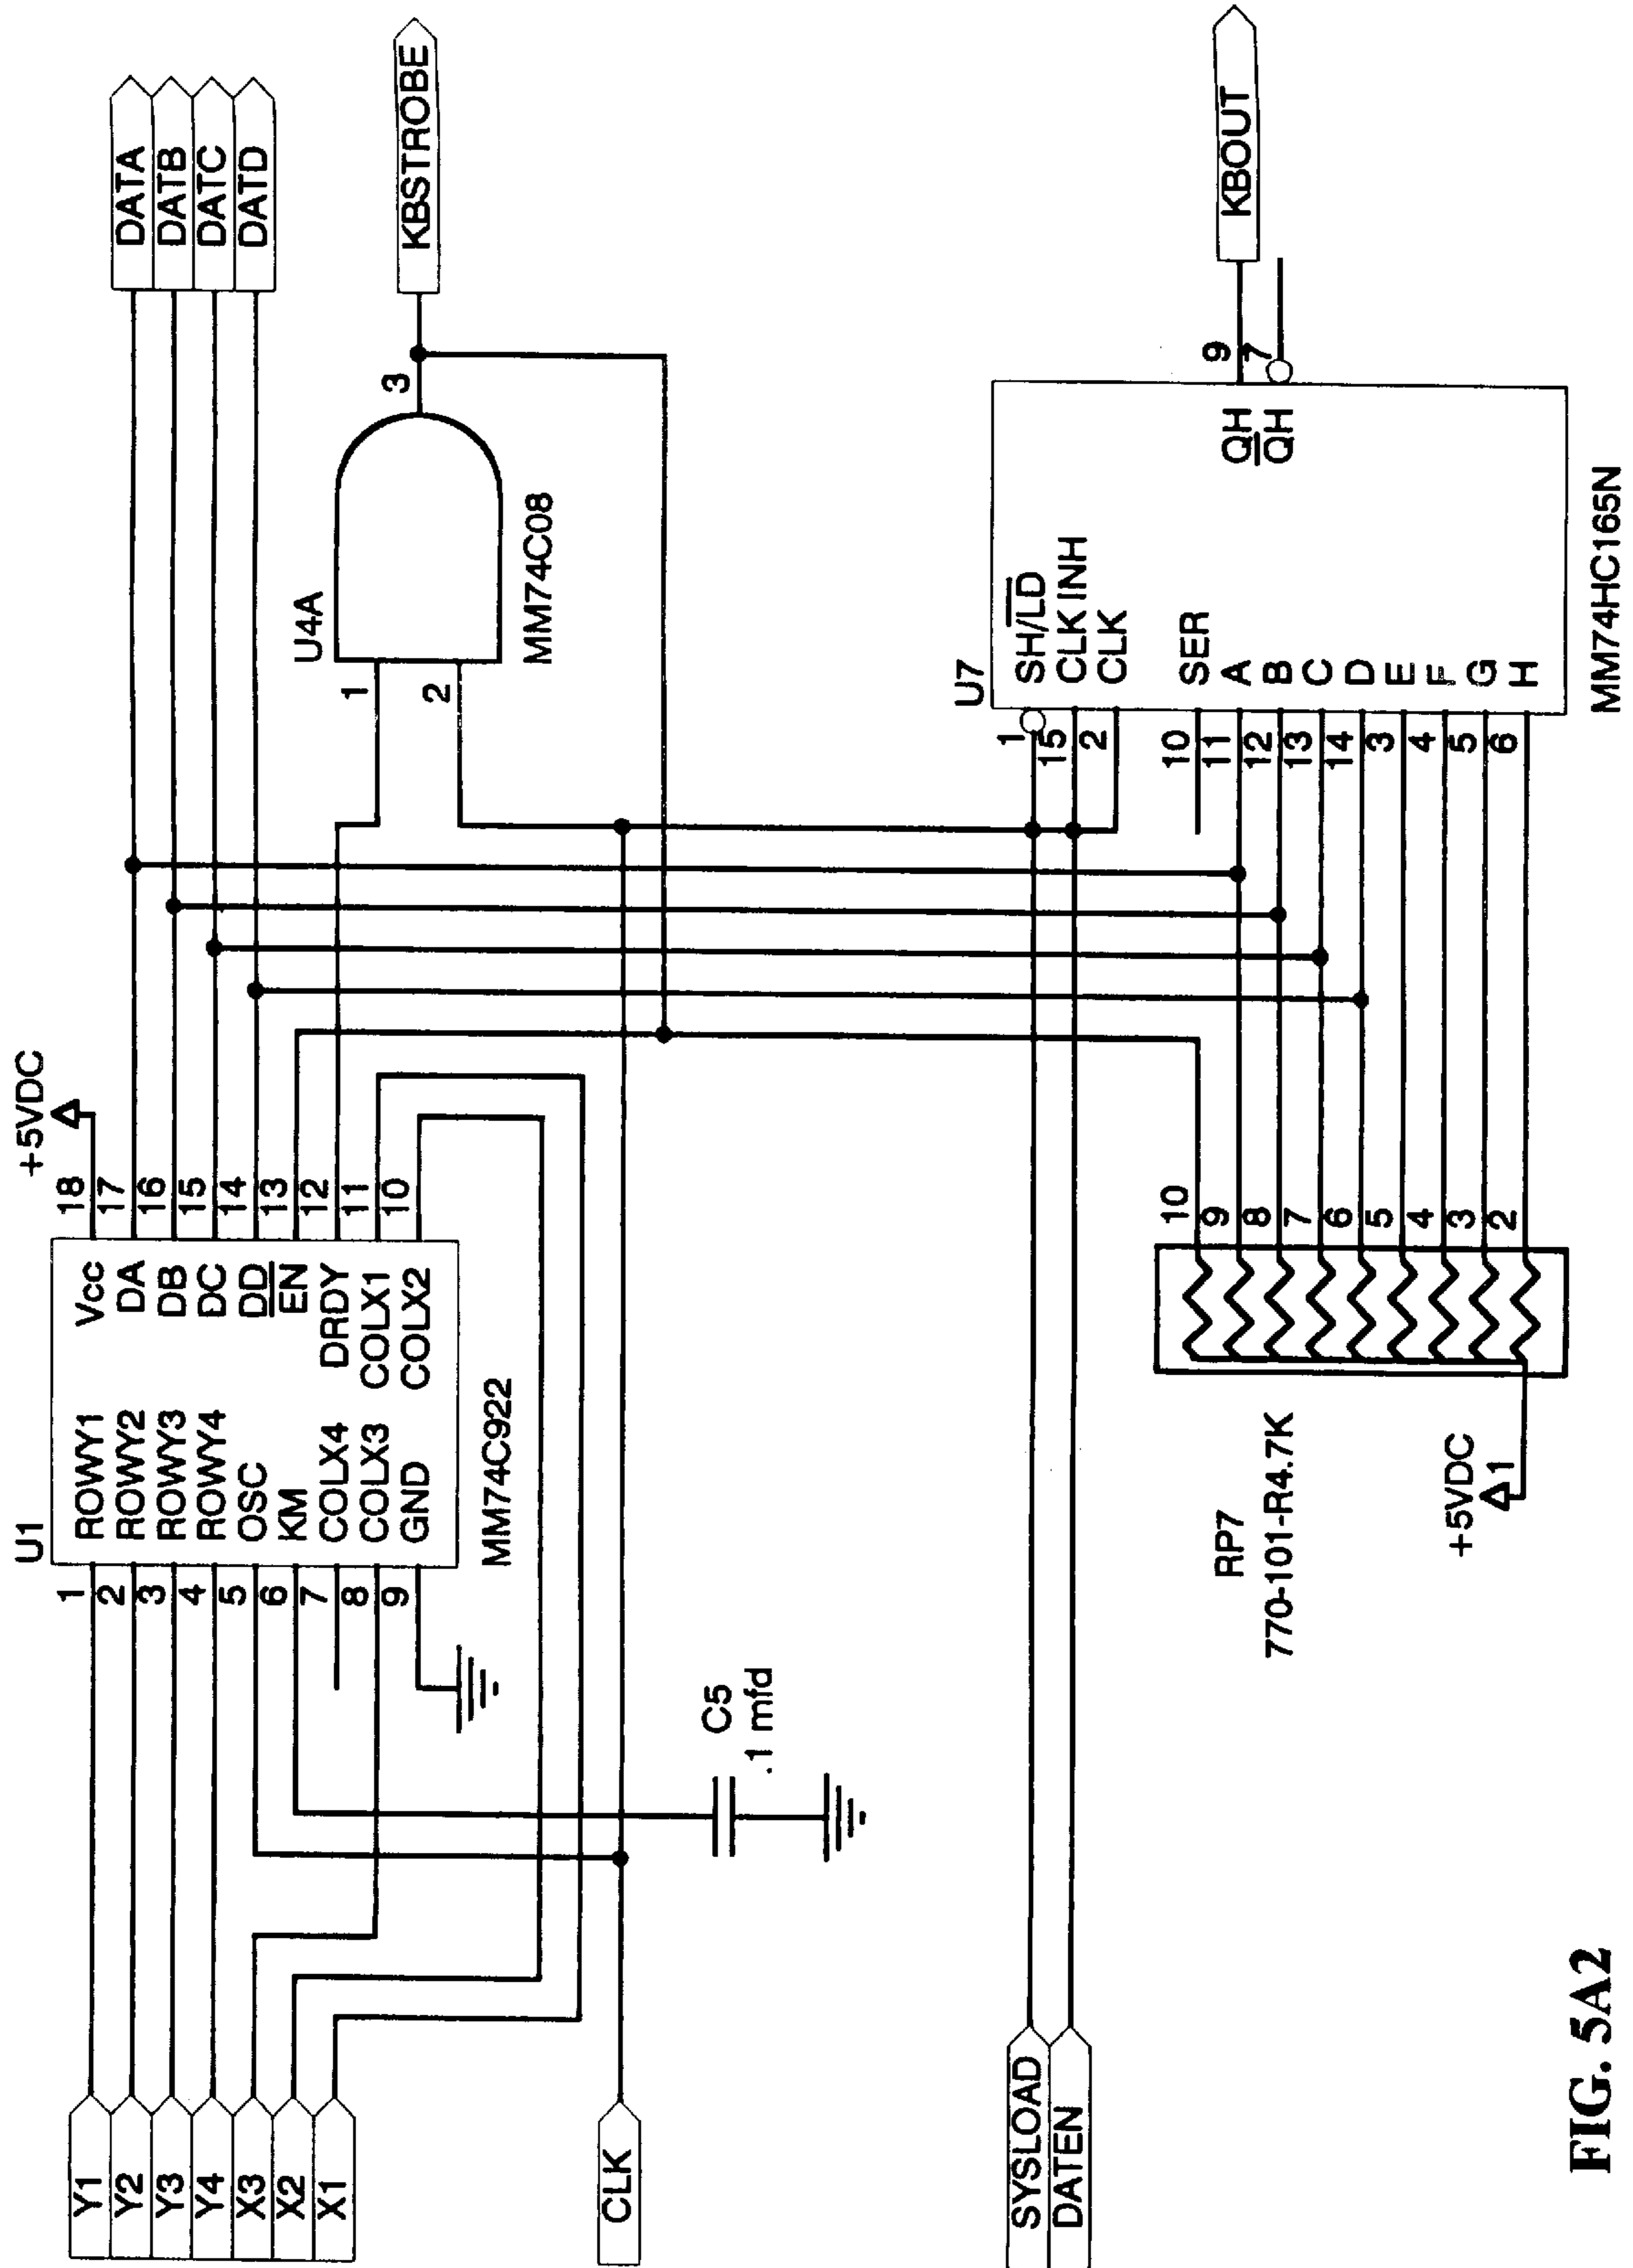 Y1
Y2
Y3
Y4
X3
X2
X1
CLK
SYSLOAD
DATEN
U1
1
2
3
4
5
6
7
8
9
ROWY1
ROWY2
ROWY3
ROWY4
OSC
KM
COLX4
COLX3
GND
Vcc
DA
DB
DC
DD
EN
DRDY
COLX1
COLX2
18
17
16
15
14
13
12
11
10
MM74C922
+5VDC
C5
.1 mfd
U4A
1
2
3
MM74C08
DATA
DATB
DATC
DATD
KBSTROBE
RP7
770-101-R4.7K
+5VDC
1
10
9
8
7
6
5
4
3
2
U7
1
15
2
10
11
12
13
14
3
4
5
6
SH/LD
CLK INH
CLK
SER
A
B
C
D
E
F
G
H
QH
QH
9
7
MM74HC165N
KBOUT
FIG. 5A2